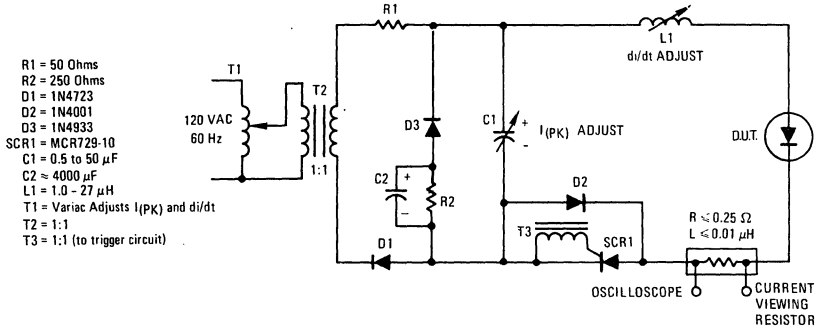 R1 = 50 Ohms
R2 = 250 Ohms
D1 = 1N4723
D2 = 1N4001
D3 = 1N4933
SCR1 = MCR729-10
C1 = 0.5 to 50 μF
C2 ≈ 4000 μF
L1 = 1.0 – 27 μH
T1 = Variac Adjusts I(PK) and di/dt
T2 = 1:1
T3 = 1:1 (to trigger circuit)
T1
120 VAC
60 Hz
T2
1:1
R1
D3
C2
+
–
R2
D1
C1
+
–
I(PK) ADJUST
D2
T3
SCR1
L1
di/dt ADJUST
D.U.T.
R ⩽ 0.25 Ω
L ⩽ 0.01 μH
OSCILLOSCOPE
CURRENT
VIEWING
RESISTOR